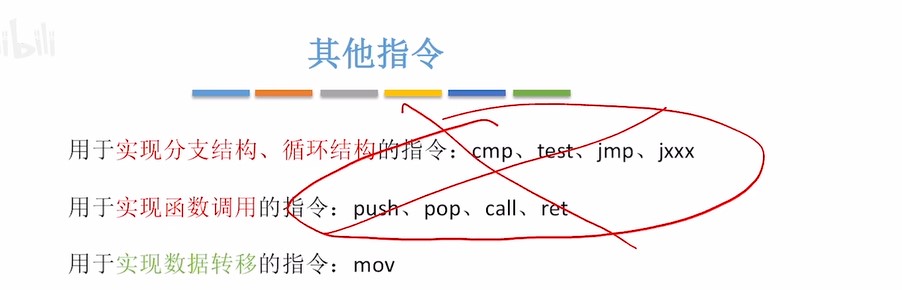 bilibili
其他指令
用于实现分支结构、循环结构的指令：cmp、test、jmp、jxxx
用于实现函数调用的指令：push、pop、call、ret
用于实现数据转移的指令：mov